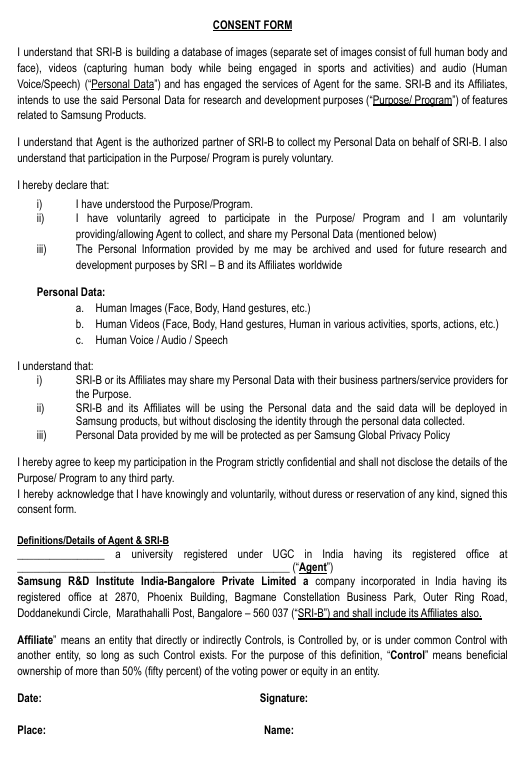 CONSENT FORM
I understand that SRI-B is building a database of images (separate set of images consist of full human body and
face), videos (capturing human body while being engaged in sports and activities) and audio (Human
Voice/Speech) (“Personal Data”) and has engaged the services of Agent for the same. SRI-B and its Affiliates,
intends to use the said Personal Data for research and development purposes (“Purpose/ Program”) of features
related to Samsung Products.
I understand that Agent is the authorized partner of SRI-B to collect my Personal Data on behalf of SRI-B. I also
understand that participation in the Purpose/ Program is purely voluntary.
I hereby declare that:
i) I have understood the Purpose/Program.
ii) I have voluntarily agreed to participate in the Purpose/ Program and I am voluntarily
providing/allowing Agent to collect, and share my Personal Data (mentioned below)
iii) The Personal Information provided by me may be archived and used for future research and
development purposes by SRI – B and its Affiliates worldwide
Personal Data:
a. Human Images (Face, Body, Hand gestures, etc.)
b. Human Videos (Face, Body, Hand gestures, Human in various activities, sports, actions, etc.)
c. Human Voice / Audio / Speech
I understand that:
i) SRI-B or its Affiliates may share my Personal Data with their business partners/service providers for
the Purpose.
ii) SRI-B and its Affiliates will be using the Personal data and the said data will be deployed in
Samsung products, but without disclosing the identity through the personal data collected.
iii) Personal Data provided by me will be protected as per Samsung Global Privacy Policy
I hereby agree to keep my participation in the Program strictly confidential and shall not disclose the details of the
Purpose/ Program to any third party.
I hereby acknowledge that I have knowingly and voluntarily, without duress or reservation of any kind, signed this
consent form.
Definitions/Details of Agent & SRI-B
________________ a university registered under UGC in India having its registered office at
__________________________________________________ (“Agent”)
Samsung R&D Institute India-Bangalore Private Limited a company incorporated in India having its
registered office at 2870, Phoenix Building, Bagmane Constellation Business Park, Outer Ring Road,
Doddanekundi Circle, Marathahalli Post, Bangalore – 560 037 (“SRI-B”) and shall include its Affiliates also.
Affiliate” means an entity that directly or indirectly Controls, is Controlled by, or is under common Control with
another entity, so long as such Control exists. For the purpose of this definition, “Control” means beneficial
ownership of more than 50% (fifty percent) of the voting power or equity in an entity.
Date: Signature:
Place: Name: